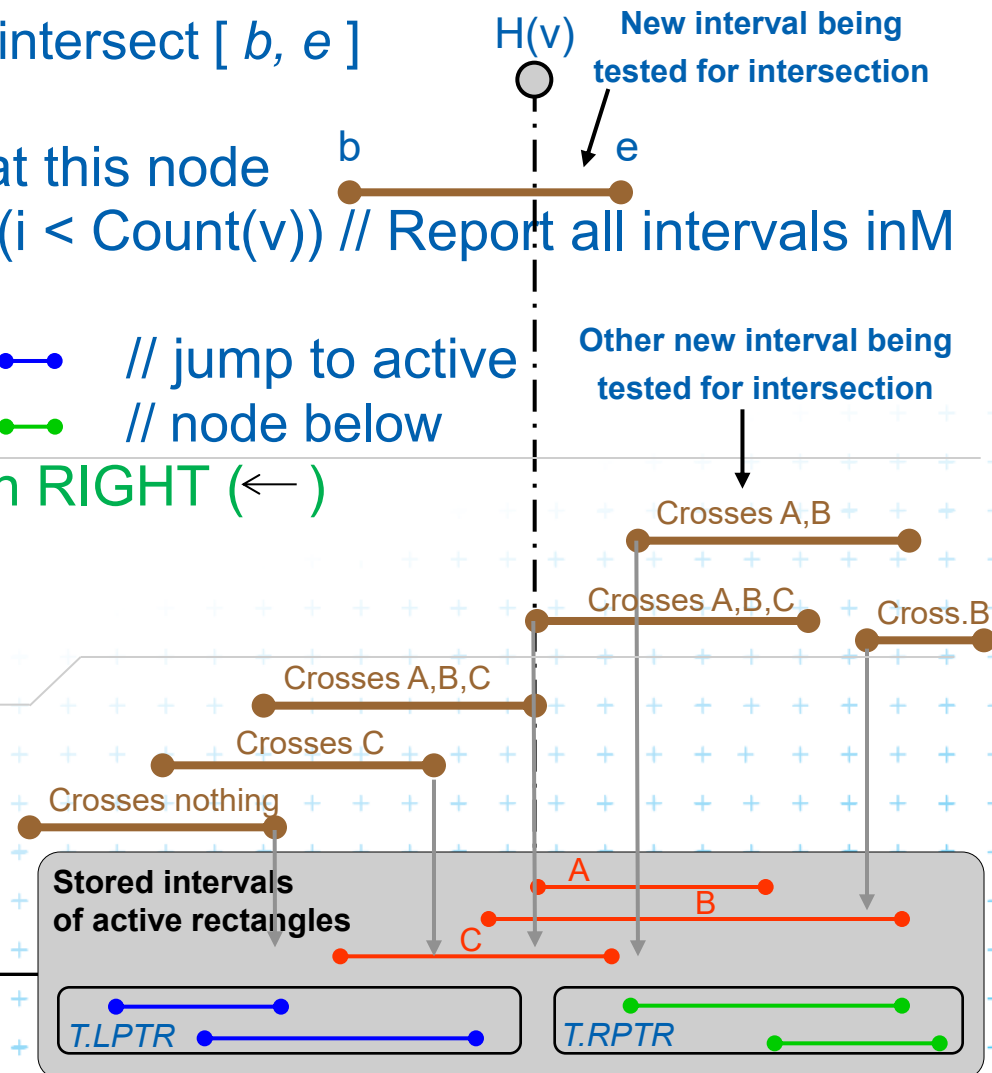 intersect [ b, e ]
H(v)
New interval being
tested for intersection
b
e
at this node
(i < Count(v)) // Report all intervals inM
// jump to active
Other new interval being
tested for intersection
// node below
RIGHT (← )
Crosses A,B
Crosses A,B,C
Cross.B
Crosses A,B,C
Crosses C
Crosses nothing
Stored intervals
of active rectangles
A
B
C
T.LPTR
T.RPTR